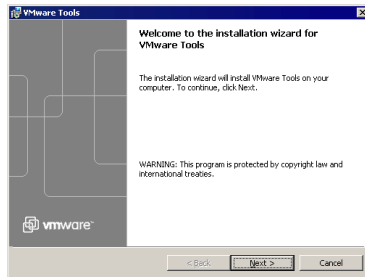 VMware Tools
Welcome to the installation wizard for
VMware Tools
The installation wizard will install VMware Tools on your
computer. To continue, click Next.
WARNING: This program is protected by copyright law and
international treaties.
vmware™
< Back
Next >
Cancel